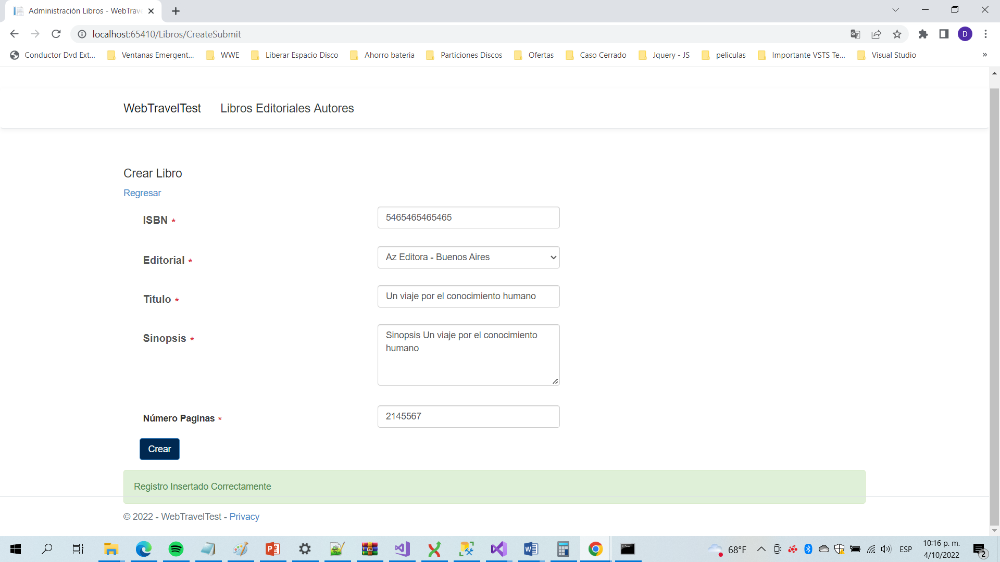 Administración Libros - WebTrave
localhost:65410/Libros/CreateSubmit
D
Conductor Dvd Ext...
Ventanas Emergent...
WWE
Liberar Espacio Disco
Ahorro bateria
Particiones Discos
Ofertas
Caso Cerrado
Jquery - JS
peliculas
Importante VSTS Te...
Visual Studio
»
WebTravelTest
Libros Editoriales Autores
Crear Libro
Regresar
ISBN *
5465465465465
Editorial *
Az Editora - Buenos Aires
Titulo *
Un viaje por el conocimiento humano
Sinopsis *
Sinopsis Un viaje por el conocimiento
humano
Número Paginas *
2145567
Crear
Registro Insertado Correctamente
© 2022 - WebTravelTest - Privacy
68°F
ESP
10:16 p. m.
4/10/2022
2